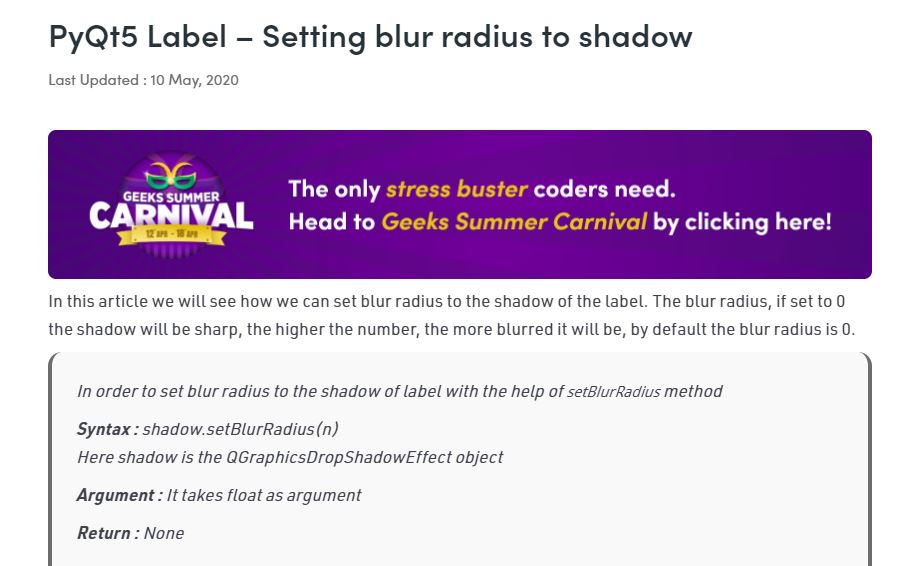 PyQt5 Label – Setting blur radius to shadow
Last Updated : 10 May, 2020
GEEKS SUMMER
CARNIVAL
12 APR - 18 APR
The only stress buster coders need.
Head to Geeks Summer Carnival by clicking here!
In this article we will see how we can set blur radius to the shadow of the label. The blur radius, if set to 0
the shadow will be sharp, the higher the number, the more blurred it will be, by default the blur radius is 0.
In order to set blur radius to the shadow of label with the help of setBlurRadius method
Syntax : shadow.setBlurRadius(n)
Here shadow is the QGraphicsDropShadowEffect object
Argument : It takes float as argument
Return : None